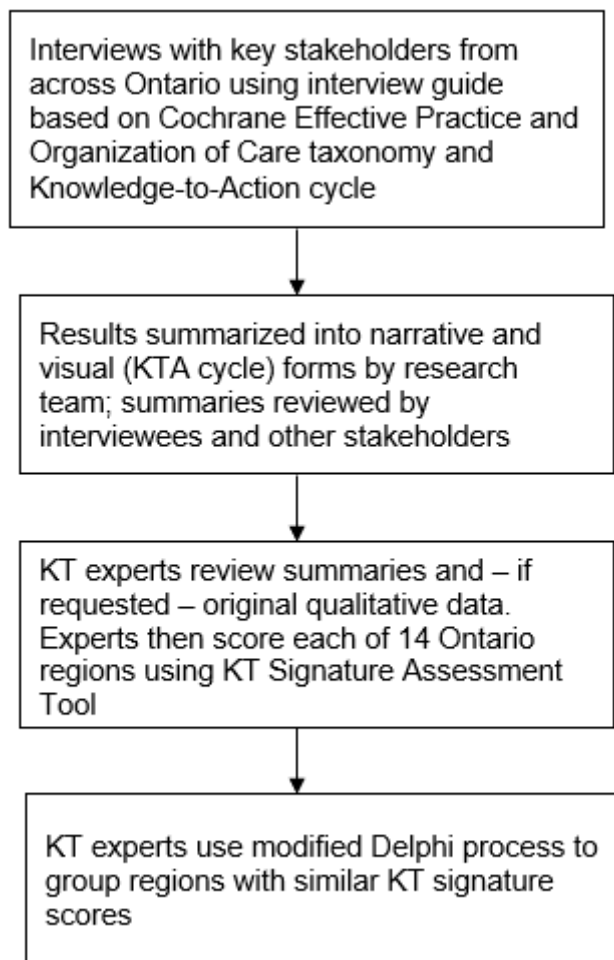 Interviews with key stakeholders from
across Ontario using interview guide
based on Cochrane Effective Practice and
Organization of Care taxonomy and
Knowledge-to-Action cycle
Results summarized into narrative and
visual (KTA cycle) forms by research
team; summaries reviewed by
interviewees and other stakeholders
KT experts review summaries and – if
requested – original qualitative data.
Experts then score each of 14 Ontario
regions using KT Signature Assessment
Tool
KT experts use modified Delphi process to
group regions with similar KT signature
scores